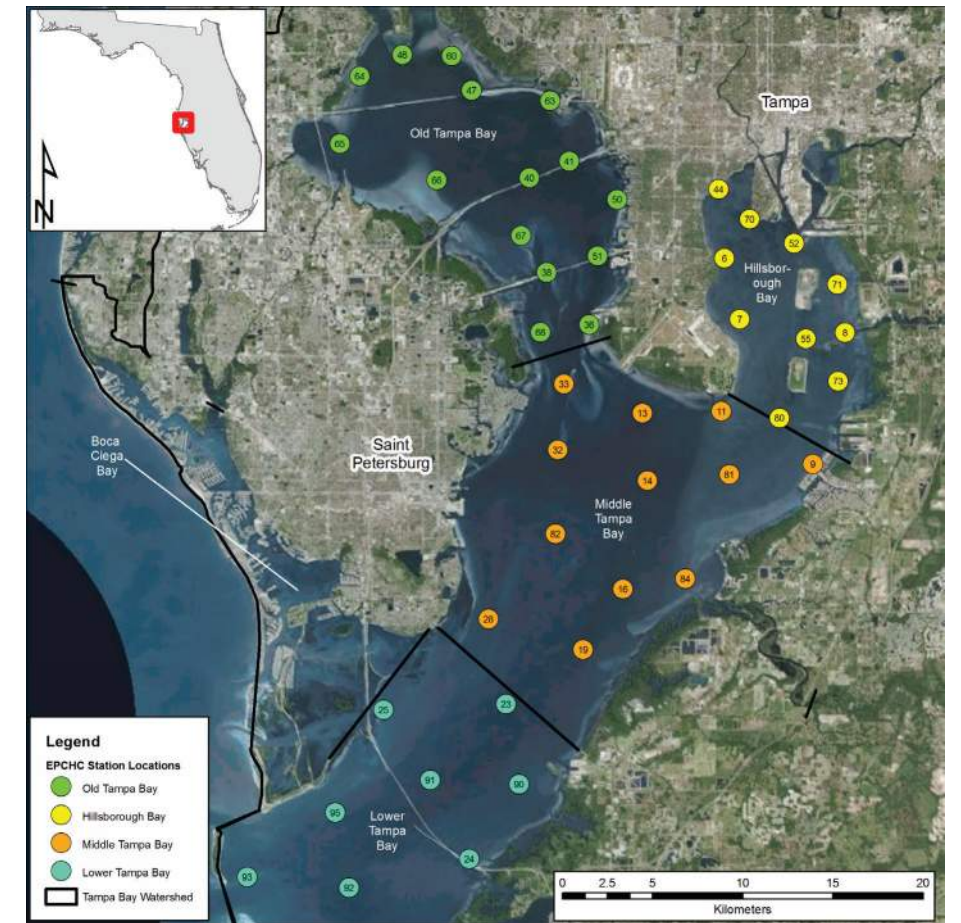 46
60
64
47
63
Tampa
Old Tampa Bay
65
41
66
40
44
50
70
67
52
51
6
Hillsbor-
ough
Bay
38
71
7
36
68
55
8
33
73
13
11
80
Boca
Ciega
Bay
Saint
Petersburg
32
9
81
14
Middle
Tampa
Bay
82
84
16
28
19
N
25
23
91
90
95
Lower
Tampa
Bay
24
93
92
Legend
EPCHC Station Locations
Old Tampa Bay
Hillsborough Bay
Middle Tampa Bay
Lower Tampa Bay
Tampa Bay Watershed
0 2.5 5 10 15 20
Kilometers